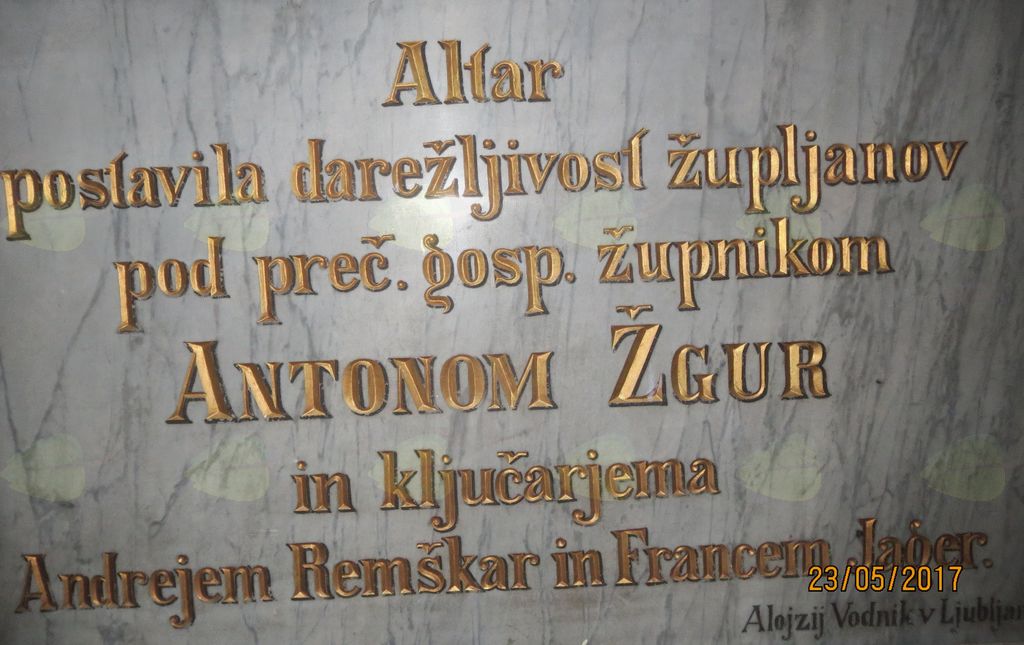 Altar
postavila darežljivost župljanov
pod preč. gosp. župnikom
ANTONOM ŽGUR
in ključarjema
Andrejem Remškar in Francem Jager.
23/05/2017
Alojzij Vodnik v Ljubljan